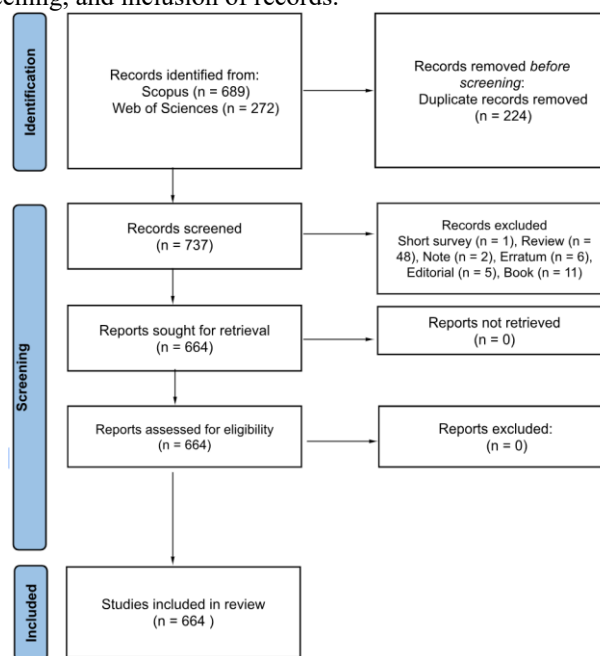 ening, and inclusion of records.
Identification
Records identified from:
Scopus (n = 689)
Web of Sciences (n = 272)
Records removed before
screening:
Duplicate records removed
(n = 224)
Screening
Records screened
(n = 737)
Records excluded
Short survey (n = 1), Review (n =
48), Note (n = 2), Erratum (n = 6),
Editorial (n = 5), Book (n = 11)
Reports sought for retrieval
(n = 664)
Reports not retrieved
(n = 0)
Reports assessed for eligibility
(n = 664)
Reports excluded:
(n = 0)
Included
Studies included in review
(n = 664 )